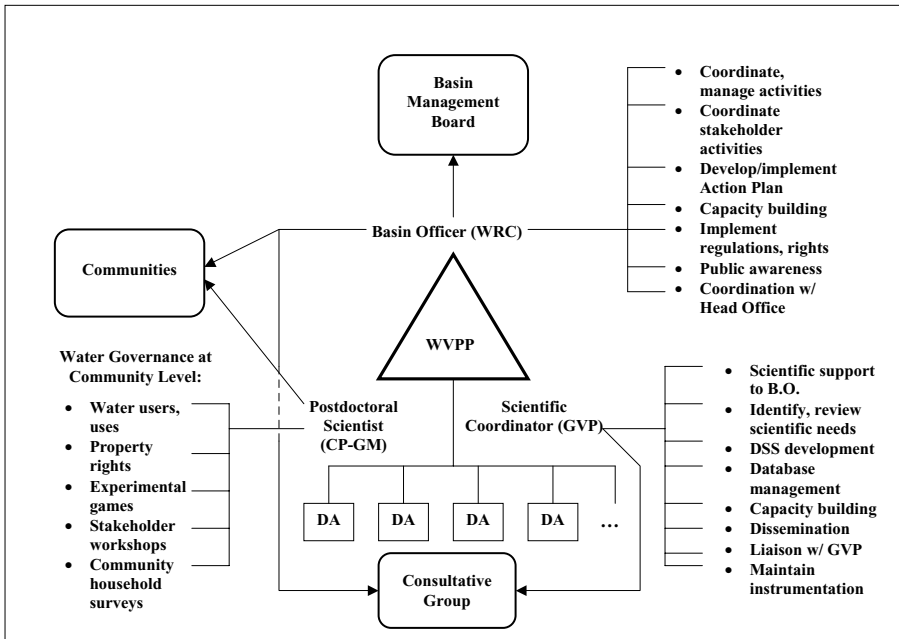 Basin
Management
Board
• Coordinate,
manage activities
• Coordinate
stakeholder
activities
• Develop/implement
Action Plan
• Capacity building
• Implement
regulations, rights
• Public awareness
• Coordination w/
Head Office
Basin Officer (WRC)
Communities
WVPP
Water Governance at
Community Level:
• Water users,
uses
• Property
rights
• Experimental
games
• Stakeholder
workshops
• Community
household
surveys
Postdoctoral
Scientist
(CP-GM)
Scientific
Coordinator (GVP)
• Scientific support
to B.O.
• Identify, review
scientific needs
• DSS development
• Database
management
• Capacity building
• Dissemination
• Liaison w/ GVP
• Maintain
instrumentation
DA
DA
DA
DA
…
Consultative
Group